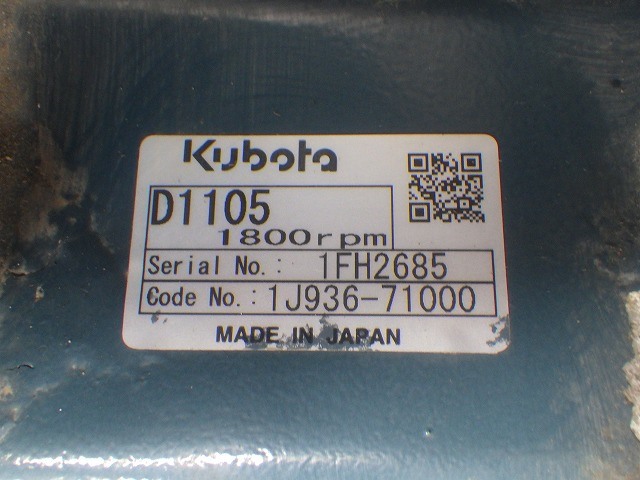 Kubota
D1105
1800rpm
Serial No.: 1FH2685
Code No.: 1J936-71000
MADE IN JAPAN